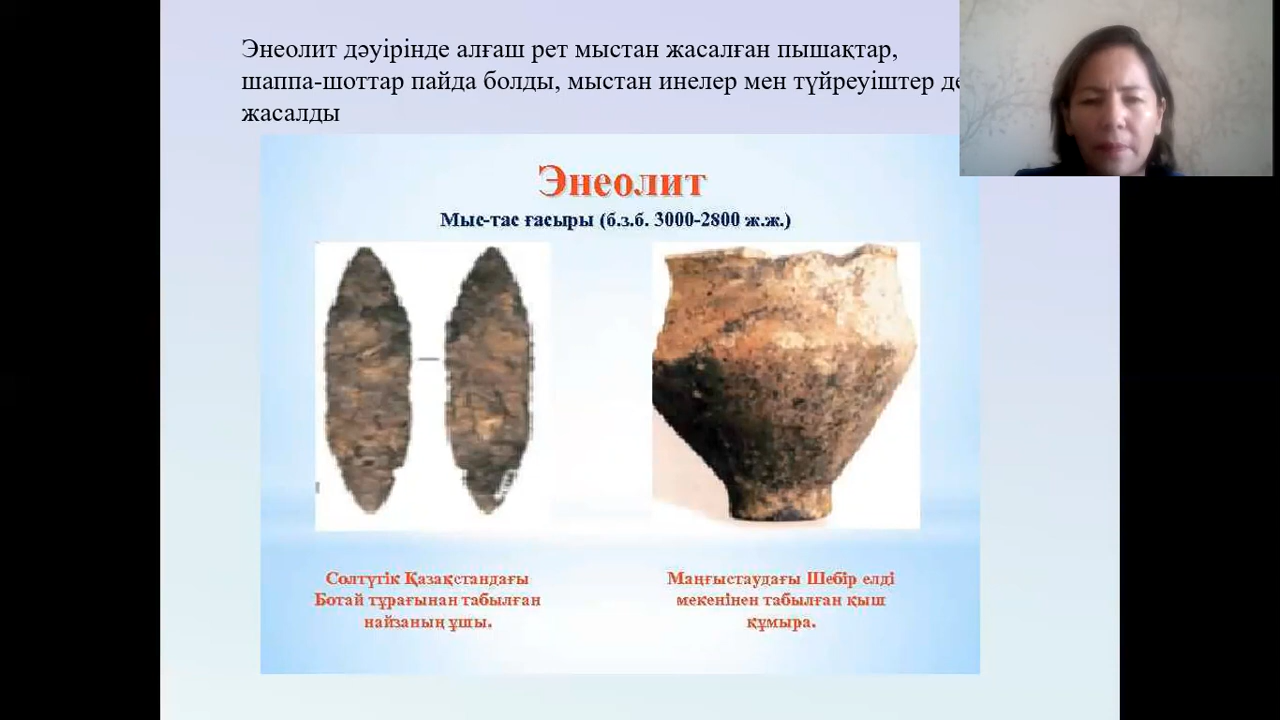 Энеолит дәуірінде алғаш рет мыстан жасалған пышақтар,
шаппа-шоттар пайда болды, мыстан инелер мен түйреуіштер де
жасалды
Энеолит
Мыс-тас ғасыры (б.з.б. 3000-2800 ж.ж.)
Солтүтік Қазақстандағы
Ботай тұрағынан табылған
найзаның ұшы.
Маңғыстаудағы Шебір елді
мекенінен табылған қыш
құмыра.